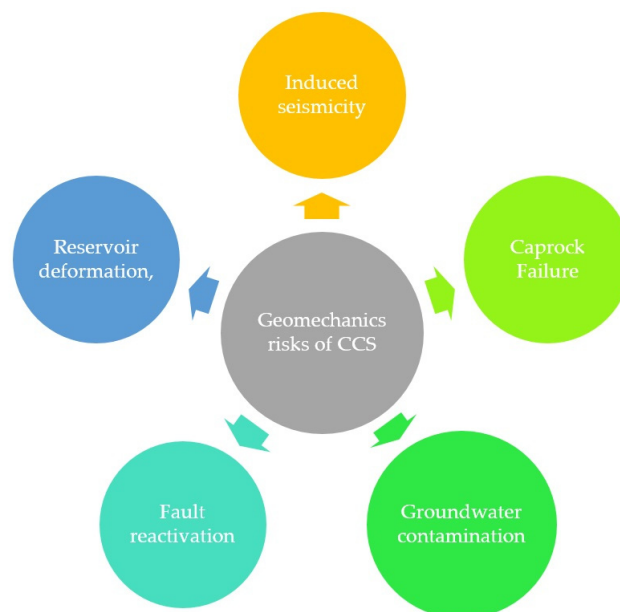 Induced
seismicity
Reservoir
deformation,
Caprock
Failure
Geomechanics
risks of CCS
Fault
reactivation
Groundwater
contamination